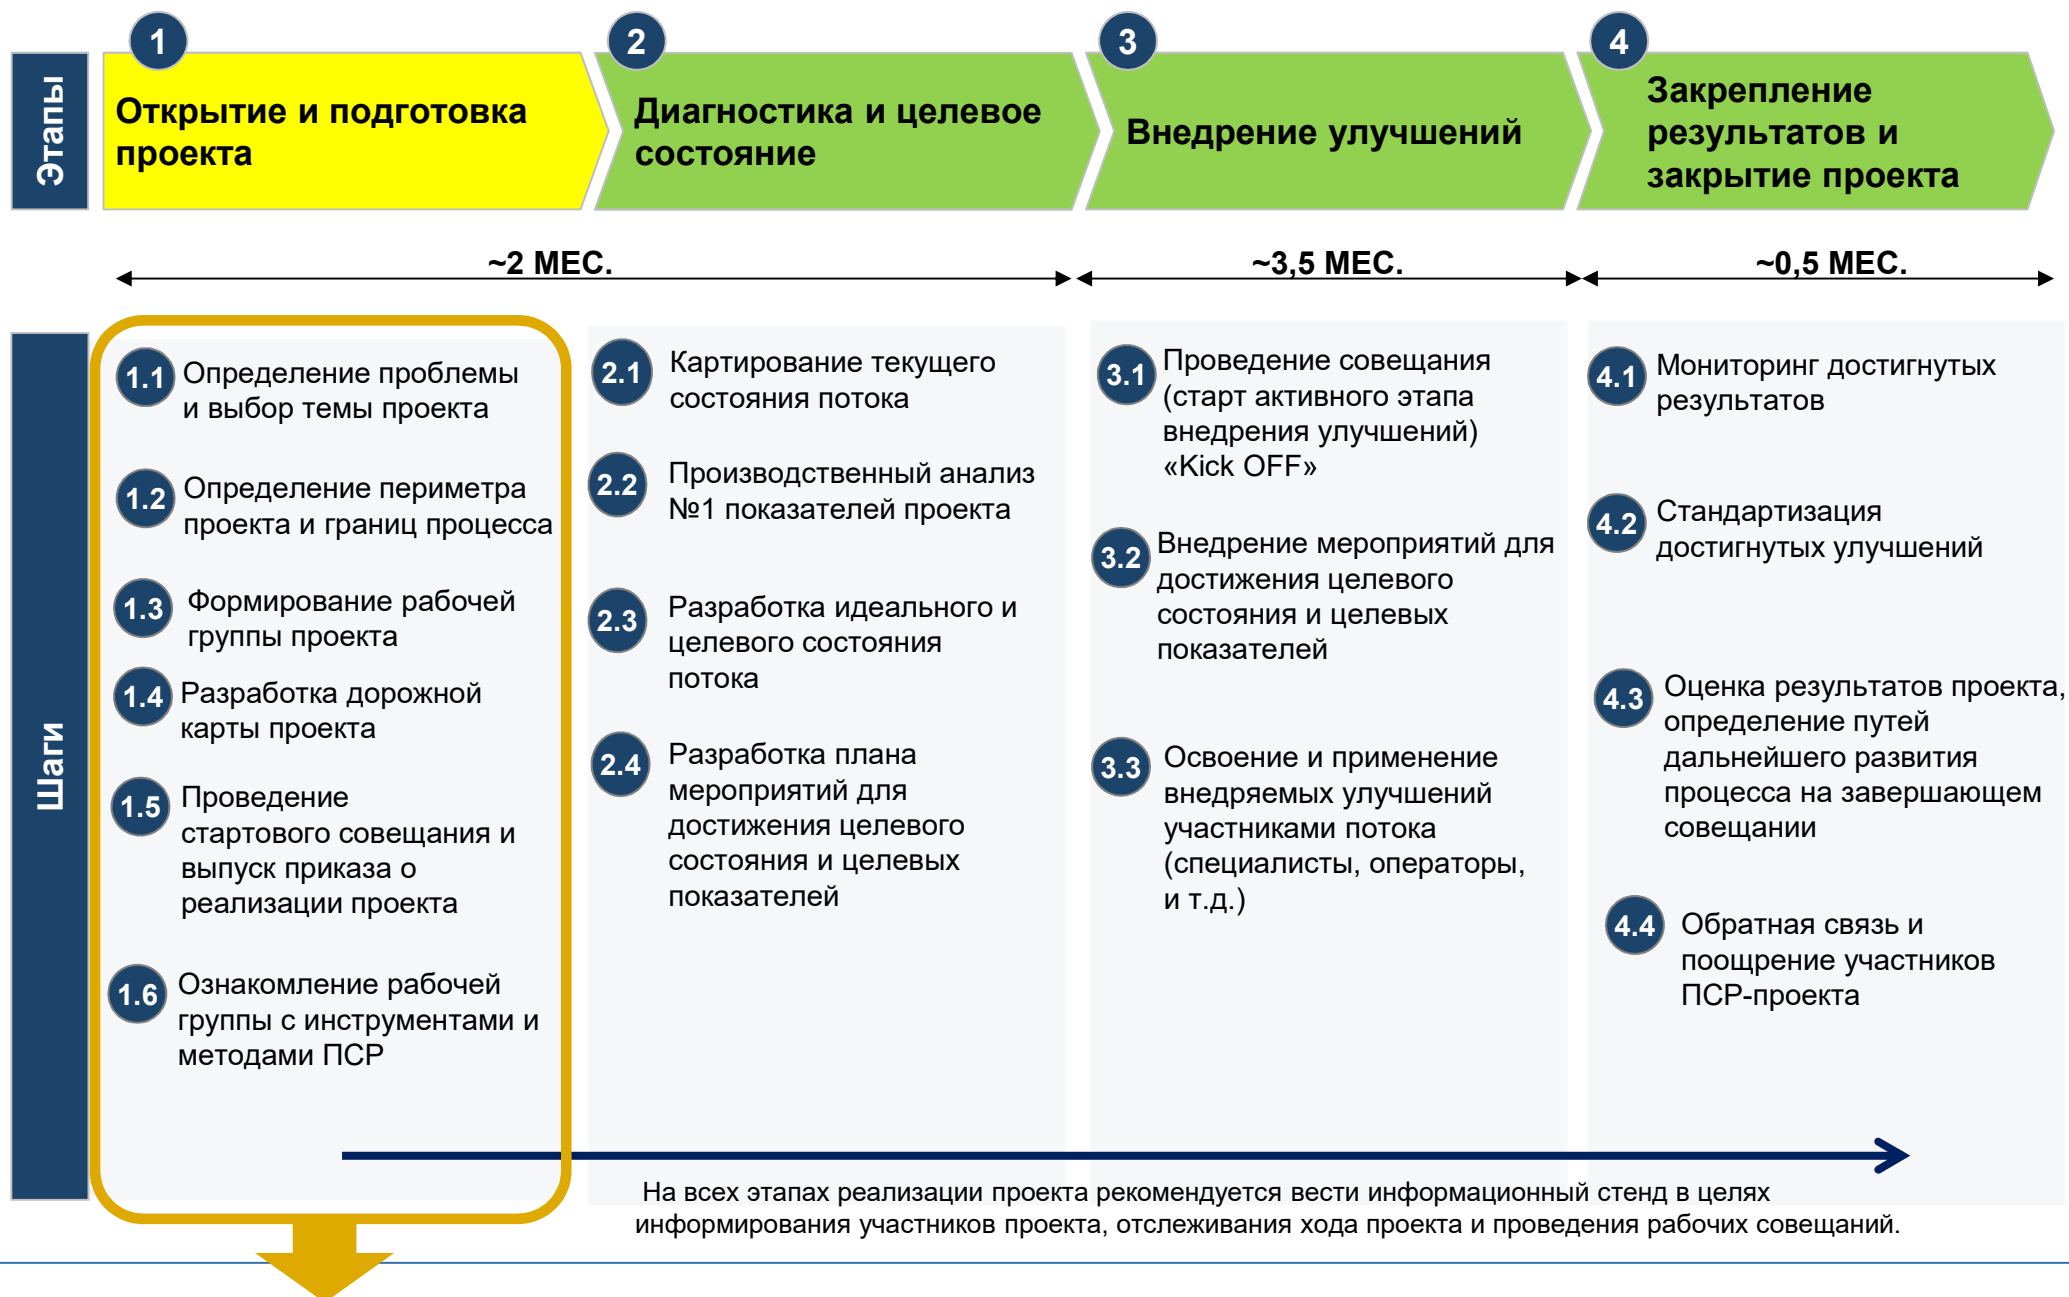 Этапы
1
Открытие и подготовка
проекта
2
Диагностика и целевое
состояние
3
Внедрение улучшений
4
Закрепление
результатов и
закрытие проекта
~2 МЕС.
~3,5 МЕС.
~0,5 МЕС.
Шаги
1.1
Определение проблемы
и выбор темы проекта
1.2
Определение периметра
проекта и границ процесса
1.3
Формирование рабочей
группы проекта
1.4
Разработка дорожной
карты проекта
1.5
Проведение
стартового совещания и
выпуск приказа о
реализации проекта
1.6
Ознакомление рабочей
группы с инструментами и
методами ПСР
2.1
Картирование текущего
состояния потока
2.2
Производственный анализ
№1 показателей проекта
2.3
Разработка идеального и
целевого состояния
потока
2.4
Разработка плана
мероприятий для
достижения целевого
состояния и целевых
показателей
3.1
Проведение совещания
(старт активного этапа
внедрения улучшений)
«Kick OFF»
3.2
Внедрение мероприятий для
достижения целевого
состояния и целевых
показателей
3.3
Освоение и применение
внедряемых улучшений
участниками потока
(специалисты, операторы,
и т.д.)
4.1
Мониторинг достигнутых
результатов
4.2
Стандартизация
достигнутых улучшений
4.3
Оценка результатов проекта,
определение путей
дальнейшего развития
процесса на завершающем
совещании
4.4
Обратная связь и
поощрение участников
ПСР-проекта
На всех этапах реализации проекта рекомендуется вести информационный стенд в целях
информирования участников проекта, отслеживания хода проекта и проведения рабочих совещаний.